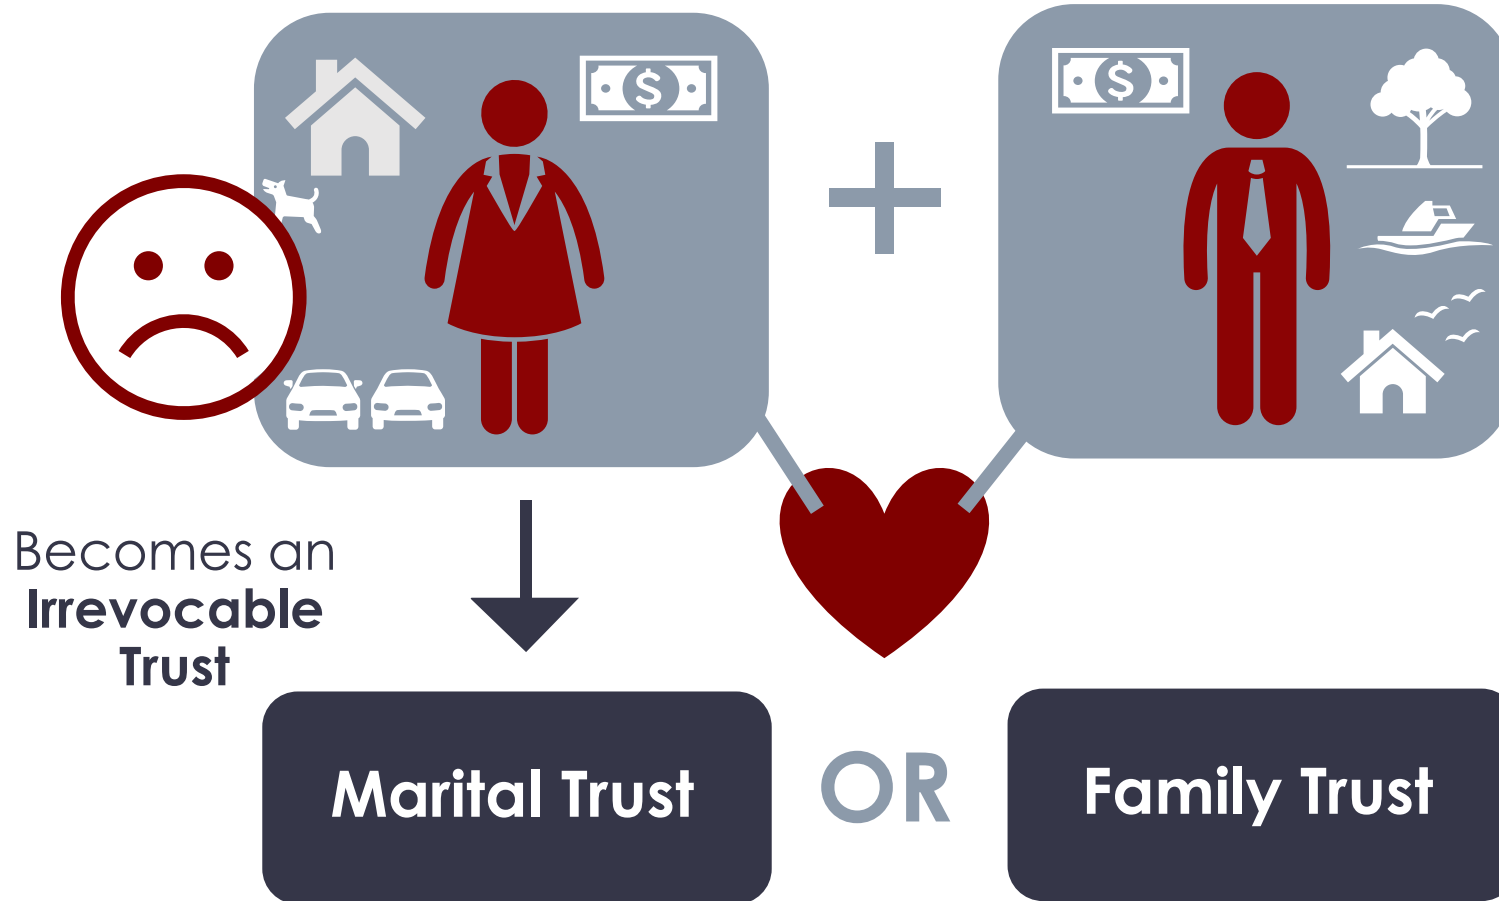 $
$
Becomes an
Irrevocable
Trust
Marital Trust
OR
Family Trust